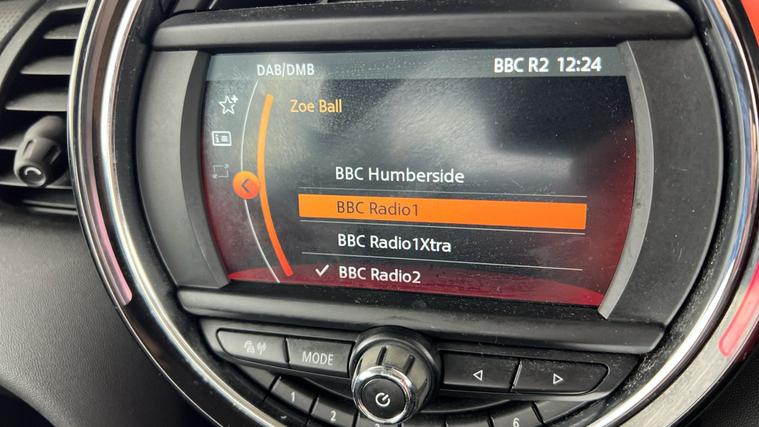 DAB/DMB BBC R2 12:24
Zoe Ball
BBC Humberside
BBC Radio1
BBC Radio1Xtra
BBC Radio2
MODE
1
2
6